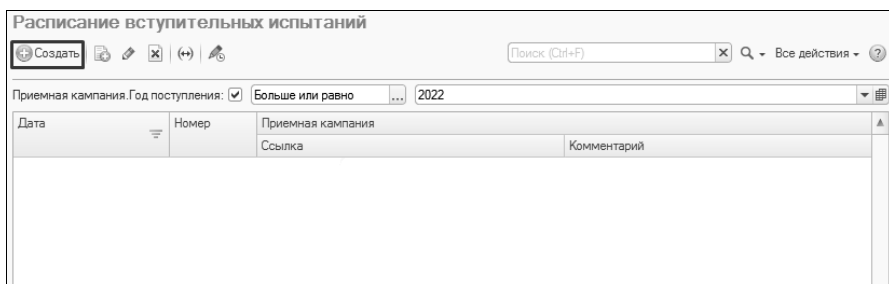 Расписание вступительных испытаний
Создать Поиск (Ctrl+F) Все действия
Приемная кампания.Год поступления: Больше или равно ... 2022
Дата Номер Приемная кампания
Ссылка Комментарий